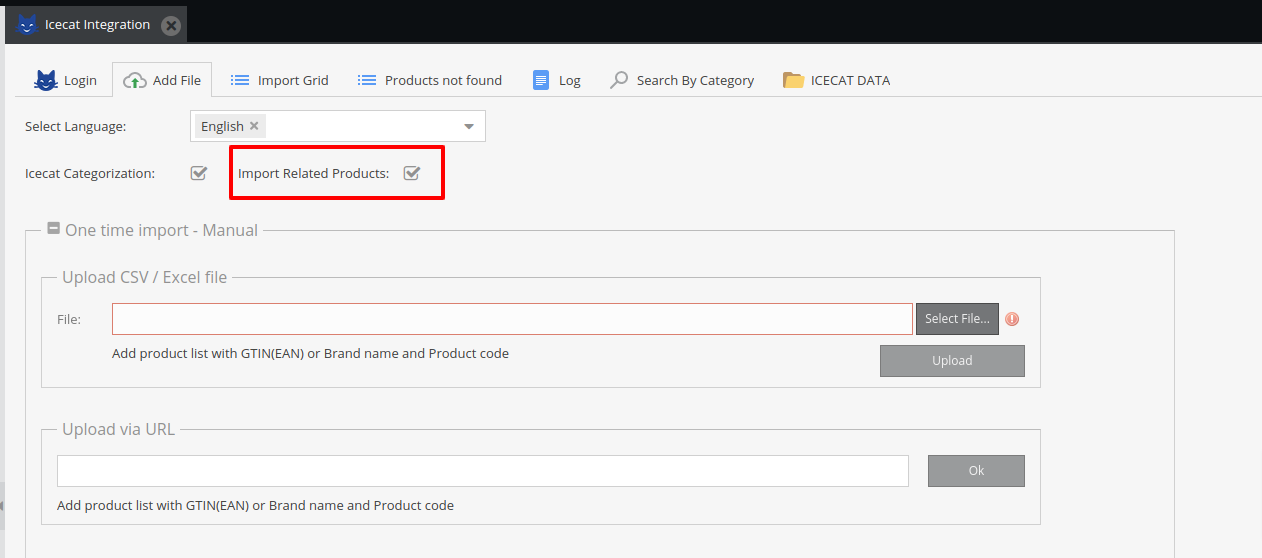 Icecat Integration
Login Add File Import Grid Products not found Log Search By Category ICECAT DATA
Select Language: English
Icecat Categorization: Import Related Products:
One time import - Manual
Upload CSV / Excel file
File: Select File...
Add product list with GTIN(EAN) or Brand name and Product code
Upload
Upload via URL
Ok
Add product list with GTIN(EAN) or Brand name and Product code